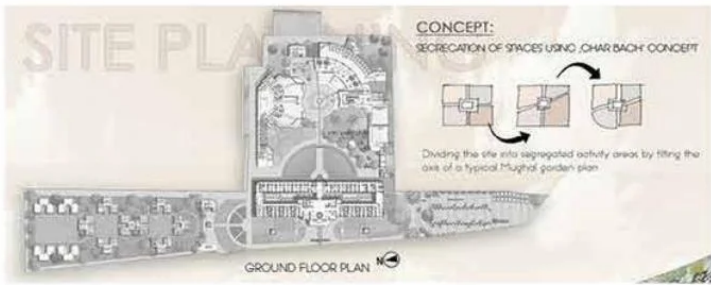 SITE PLANNING
CONCEPT:
SEGREGATION OF SPACES USING ,CHAR BAGH' CONCEPT
Dividing the site into segregated activity areas by tilting the
axis of a typical Mughal garden plan
GROUND FLOOR PLAN N